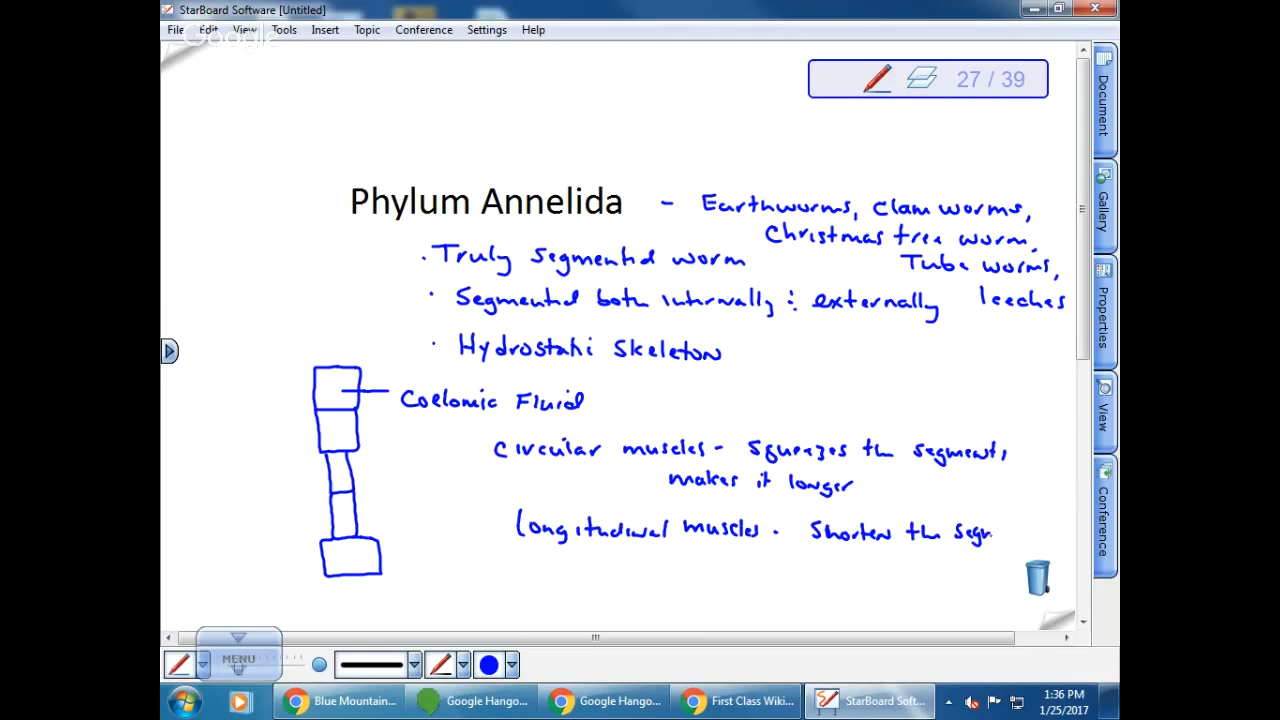 StarBoard Software [Untitled]
File Edit View Tools Insert Topic Conference Settings Help
Google
27 / 39
Phylum Annelida - Earthworms, Clam worms,
Christmas tree worm,
Tube worms,
leeches
. Truly segmented worm
. Segmented both internally : externally
. Hydrostatic Skeleton
Coelomic Fluid
circular muscles - squeezes the segment,
makes it longer
longitudinal muscles . Shorten the segm
Document
Gallery
Properties
View
Conference
MENU
Blue Mountain...
Google Hango...
Google Hango...
First Class Wiki...
StarBoard Soft...
1:36 PM
1/25/2017